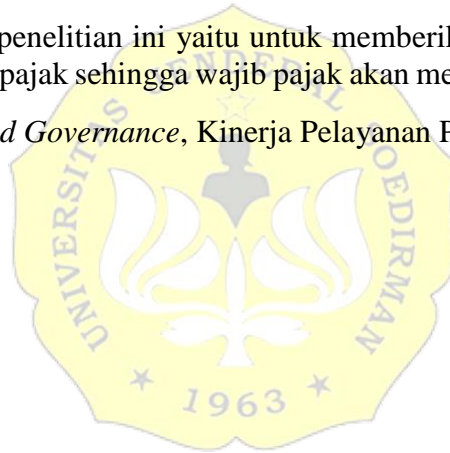 penelitian ini yaitu untuk memberik
pajak sehingga wajib pajak akan me
d Governance, Kinerja Pelayanan P
UNIVERSITAS JENDERAL SOEDIRMAN
1963